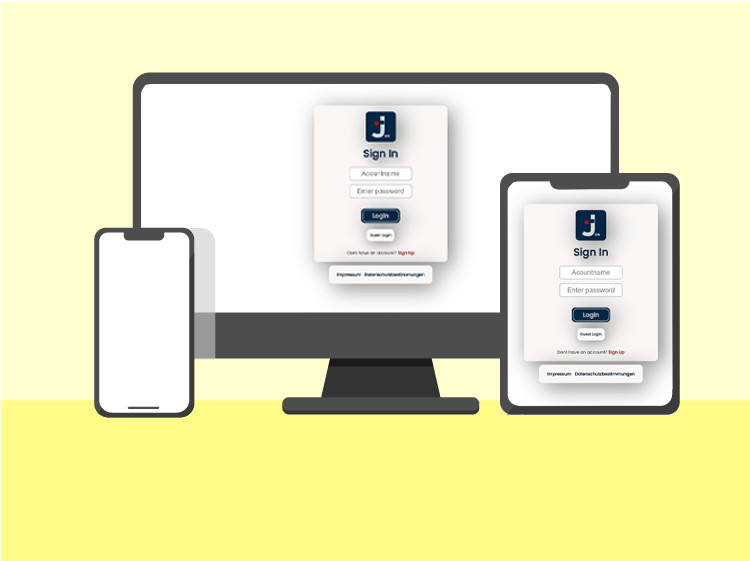 j.
Sign In
Acountname
Enter password
Login
Guest Login
Dont have an account? Sign Up
Impressum Datenschutzbestimmungen
j.
Sign In
Acountname
Enter password
Login
Guest Login
Dont have an account? Sign Up
Impressum Datenschutzbestimmungen